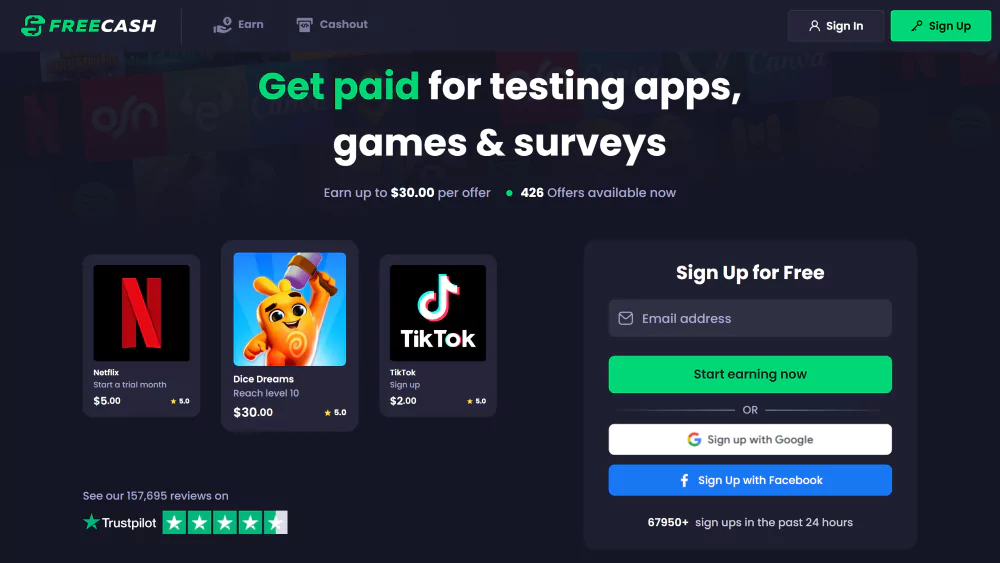 FREECASH
Earn
Cashout
Sign In
Sign Up
Get paid for testing apps,
games & surveys
Earn up to $30.00 per offer
426 Offers available now
Netflix
Start a trial month
$5.00
5.0
Dice Dreams
Reach level 10
$30.00
5.0
TikTok
TikTok
Sign up
$2.00
5.0
See our 157,695 reviews on
Trustpilot
Sign Up for Free
Email address
Start earning now
OR
Sign up with Google
Sign Up with Facebook
67950+ sign ups in the past 24 hours